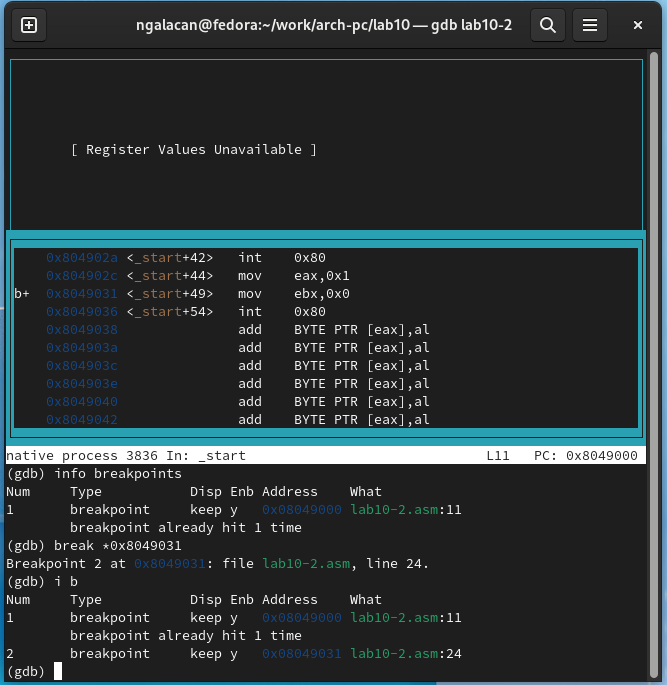 ngalacan@fedora:~/work/arch-pc/lab10 — gdb lab10-2
[ Register Values Unavailable ]
0x804902a <_start+42>   int    0x80
0x804902c <_start+44>   mov    eax,0x1
b+  0x8049031 <_start+49>   mov    ebx,0x0
0x8049036 <_start+54>   int    0x80
0x8049038               add    BYTE PTR [eax],al
0x804903a               add    BYTE PTR [eax],al
0x804903c               add    BYTE PTR [eax],al
0x804903e               add    BYTE PTR [eax],al
0x8049040               add    BYTE PTR [eax],al
0x8049042               add    BYTE PTR [eax],al
native process 3836 In: _start                              L11   PC: 0x8049000
(gdb) info breakpoints
Num     Type           Disp Enb Address    What
1       breakpoint     keep y   0x08049000 lab10-2.asm:11
        breakpoint already hit 1 time
(gdb) break *0x8049031
Breakpoint 2 at 0x8049031: file lab10-2.asm, line 24.
(gdb) i b
Num     Type           Disp Enb Address    What
1       breakpoint     keep y   0x08049000 lab10-2.asm:11
        breakpoint already hit 1 time
2       breakpoint     keep y   0x08049031 lab10-2.asm:24
(gdb)